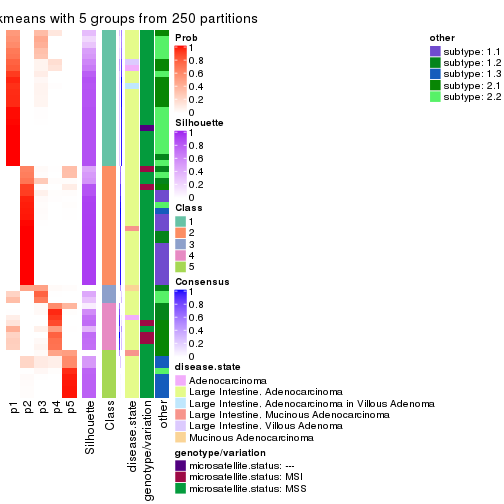 kmeans with 5 groups from 250 partitions
Prob
1
0.8
0.6
0.4
0.2
0
Silhouette
1
0.8
0.6
0.4
0.2
0
Class
1
2
3
4
5
Consensus
1
0.8
0.6
0.4
0.2
0
disease.state
Adenocarcinoma
Large Intestine. Adenocarcinoma
Large Intestine. Adenocarcinoma in Villous Adenoma
Large Intestine. Mucinous Adenocarcinoma
Large Intestine. Villous Adenoma
Mucinous Adenocarcinoma
genotype/variation
microsatellite.status: ---
microsatellite.status: MSI
microsatellite.status: MSS
other
subtype: 1.1
subtype: 1.2
subtype: 1.3
subtype: 2.1
subtype: 2.2
p1
p2
p3
p4
p5
Silhouette
Class
disease.state
genotype/variation
other